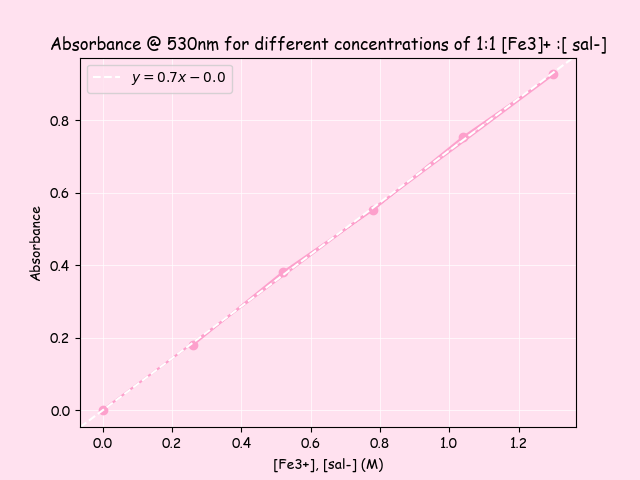 Absorbance @ 530nm for different concentrations of 1:1 [Fe3]+ :[ sal-]
y = 0.7x − 0.0
0.8
0.6
0.4
0.2
0.0
Absorbance
0.0 0.2 0.4 0.6 0.8 1.0 1.2
[Fe3+], [sal-] (M)